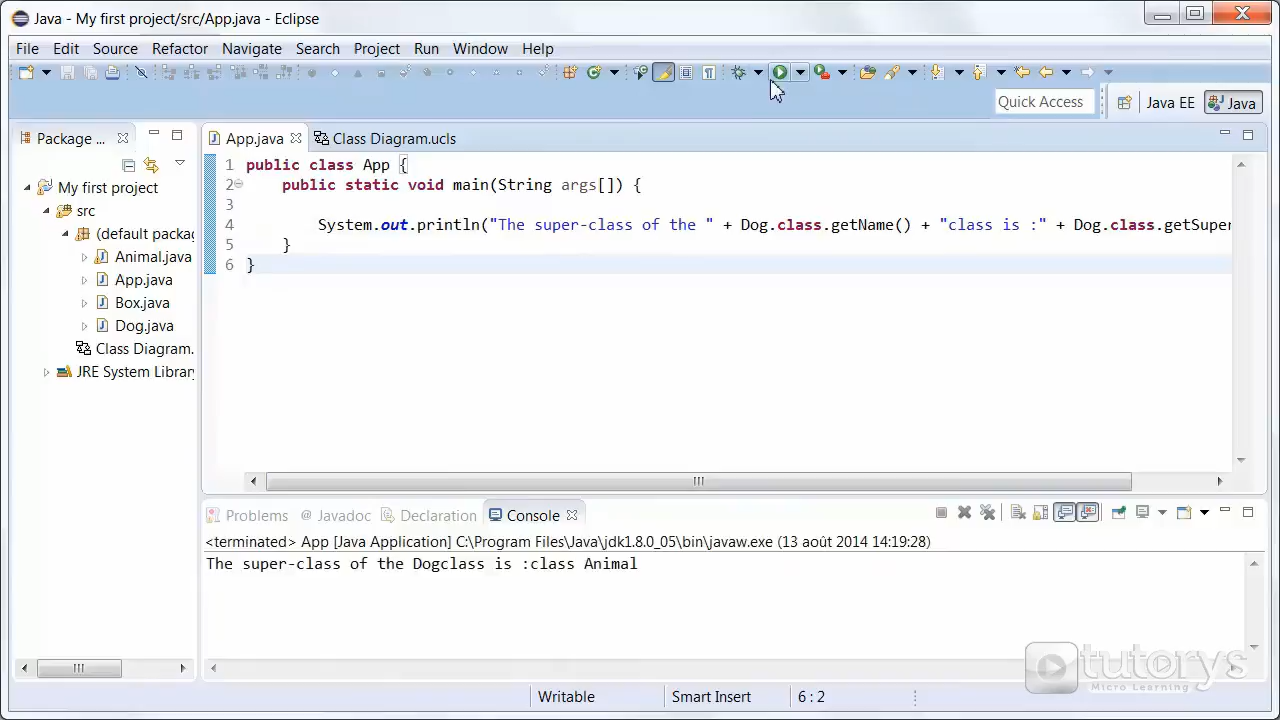 Java - My first project/src/App.java - Eclipse
File Edit Source Refactor Navigate Search Project Run Window Help
Quick Access
Java EE
Java
Package ...
App.java
Class Diagram.ucls
My first project
src
(default packag
Animal.java
App.java
Box.java
Dog.java
Class Diagram.
JRE System Library
1 public class App {
2 public static void main(String args[]) {
3
4 System.out.println("The super-class of the " + Dog.class.getName() + "class is :" + Dog.class.getSuper
5 }
6 }
Problems @ Javadoc Declaration Console
<terminated> App [Java Application] C:\Program Files\Java\jdk1.8.0_05\bin\javaw.exe (13 août 2014 14:19:28)
The super-class of the Dogclass is :class Animal
tutorys
Micro Learning
Writable
Smart Insert
6 : 2